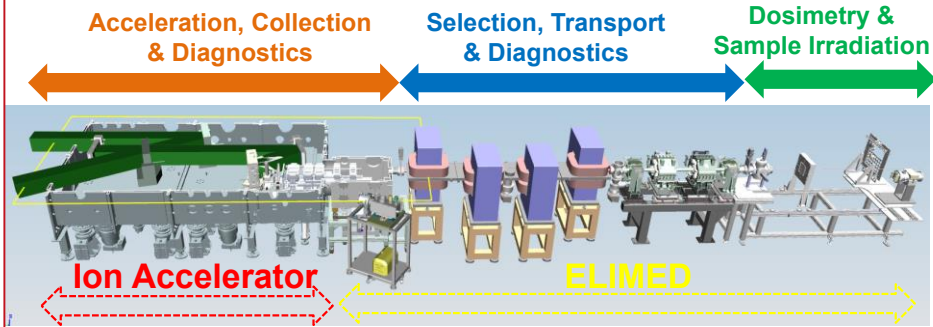 Acceleration, Collection
& Diagnostics
Selection, Transport
& Diagnostics
Dosimetry &
Sample Irradiation
Ion Accelerator
ELIMED